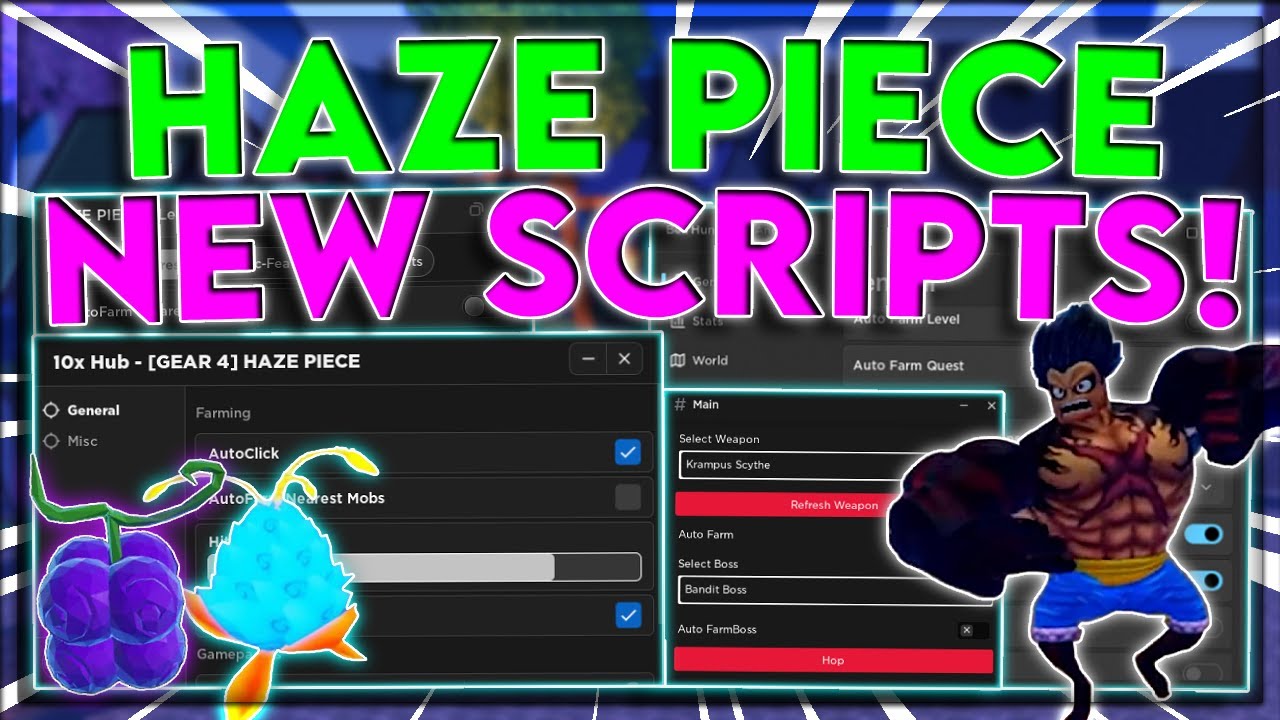 HAZE PIECE
NEW SCRIPTS!
Stats
World
Auto Farm Level
Auto Farm Quest
10x Hub - [GEAR 4] HAZE PIECE
General
Misc
Farming
AutoClick
Nearest Mobs
# Main
Select Weapon
Krampus Scythe
Refresh Weapon
Auto Farm
Select Boss
Bandit Boss
Auto FarmBoss
Hop